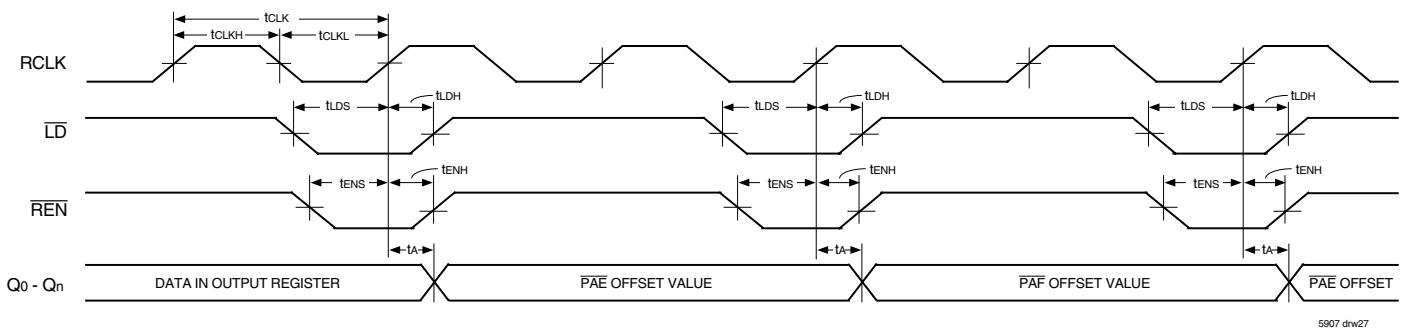 tCLK
tCLKH tCLKL
RCLK
tLDS tLDH tLDS tLDH tLDS tLDH
LD
tENS tENH tENS tENH tENS tENH
REN
tA tA tA
Q0 - Qn DATA IN OUTPUT REGISTER PAE OFFSET VALUE PAF OFFSET VALUE PAE OFFSET
5907 drw27